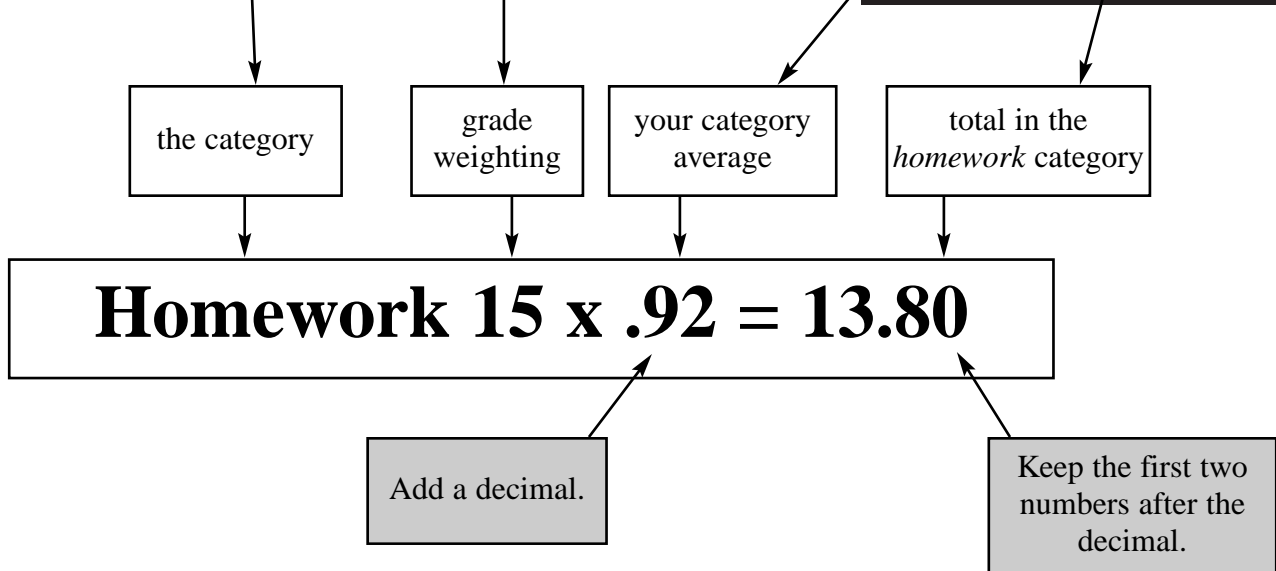 the category
grade
weighting
your category
average
total in the
homework category
Homework 15 x .92 = 13.80
Add a decimal.
Keep the first two
numbers after the
decimal.